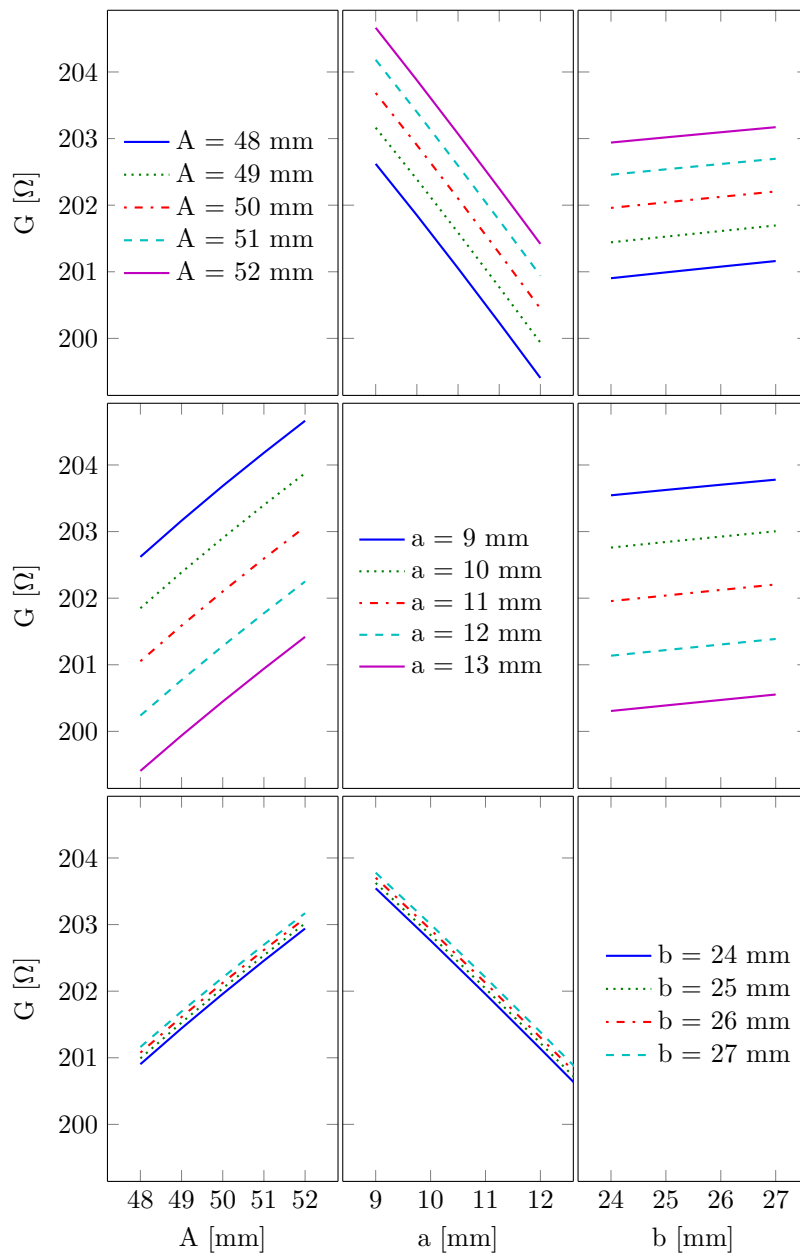 204
203
202
201
200
G [Ω]
A = 48 mm
A = 49 mm
A = 50 mm
A = 51 mm
A = 52 mm
204
203
202
201
200
G [Ω]
a = 9 mm
a = 10 mm
a = 11 mm
a = 12 mm
a = 13 mm
204
203
202
201
200
G [Ω]
b = 24 mm
b = 25 mm
b = 26 mm
b = 27 mm
48 49 50 51 52
A [mm]
9 10 11 12
a [mm]
24 25 26 27
b [mm]